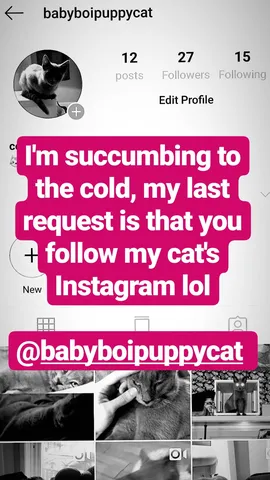 babyboipuppycat
12 27 15
posts Followers Following
Edit Profile
I'm succumbing to
the cold, my last
request is that you
follow my cat's
Instagram lol
New
@babyboipuppycat